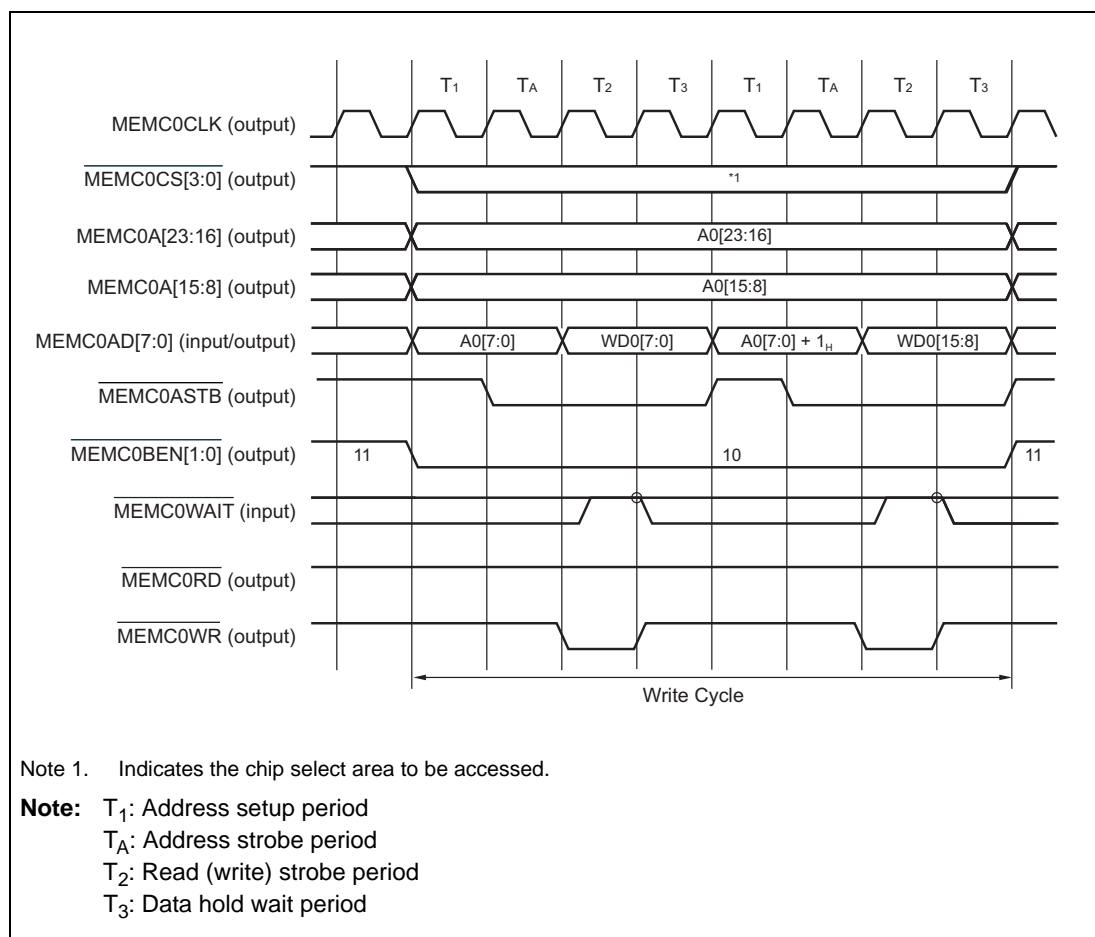 T₁ T_A T₂ T₃ T₁ T_A T₂ T₃
MEMC0CLK (output)
MEMC0CS[3:0] (output) *1
MEMC0A[23:16] (output) A0[23:16]
MEMC0A[15:8] (output) A0[15:8]
MEMC0AD[7:0] (input/output) A0[7:0] WD0[7:0] A0[7:0] + 1_H WD0[15:8]
MEMC0ASTB (output)
MEMC0BEN[1:0] (output) 11 10 11
MEMC0WAIT (input)
MEMC0RD (output)
MEMC0WR (output)
Write Cycle
Note 1. Indicates the chip select area to be accessed.
Note: T₁: Address setup period
T_A: Address strobe period
T₂: Read (write) strobe period
T₃: Data hold wait period